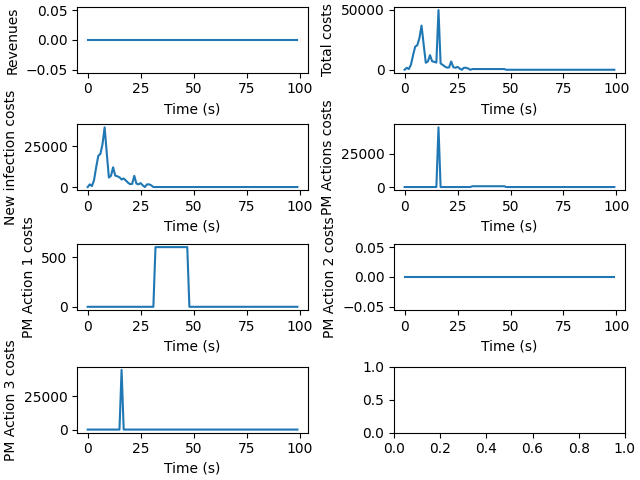 Revenues
0.05
0.00
−0.05
0 25 50 75 100
Time (s)
Total costs
50000
0
0 25 50 75 100
Time (s)
New infection costs
25000
0
0 25 50 75 100
Time (s)
PM Actions costs
25000
0
0 25 50 75 100
Time (s)
PM Action 1 costs
500
0
0 25 50 75 100
Time (s)
PM Action 2 costs
0.05
0.00
−0.05
0 25 50 75 100
Time (s)
PM Action 3 costs
25000
0
0 25 50 75 100
Time (s)
1.0
0.5
0.0
0.0 0.2 0.4 0.6 0.8 1.0